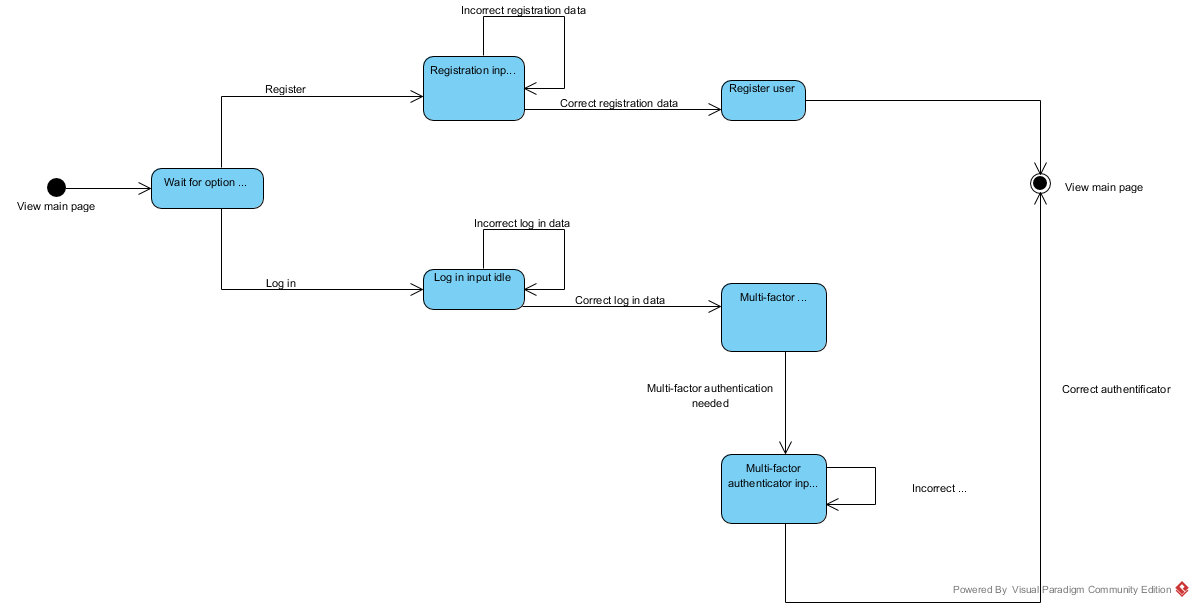 Incorrect registration data
Registration inp...
Register
Correct registration data
Register user
Wait for option ...
View main page
View main page
Incorrect log in data
Log in input idle
Log in
Correct log in data
Multi-factor ...
Multi-factor authentication
needed
Correct authentificator
Multi-factor
authenticator inp...
Incorrect ...
Powered By Visual Paradigm Community Edition